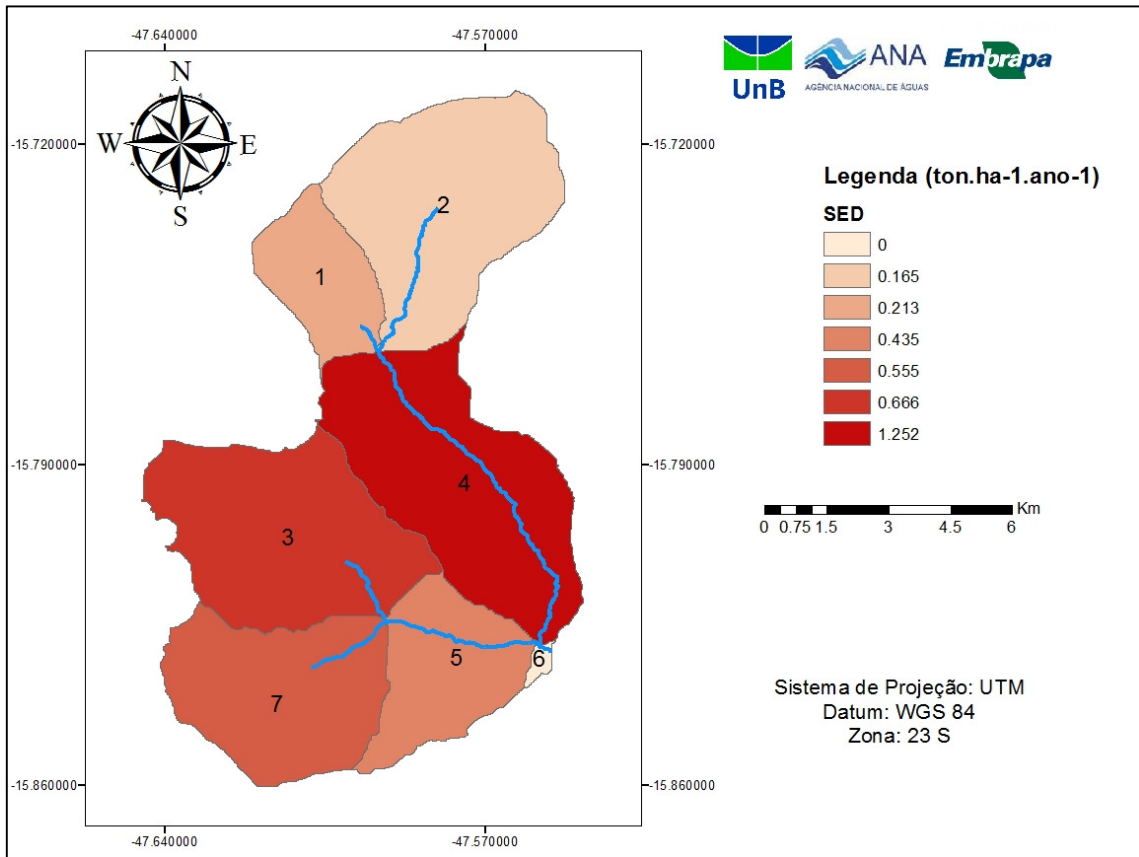 -47.640000
-47.570000
N
W
E
S
-15.720000
-15.720000
-15.790000
-15.790000
-15.860000
-15.860000
-47.640000
-47.570000
1
2
3
4
5
6
7
UnB
ANA
AGÊNCIA NACIONAL DE ÁGUAS
Embrapa
Legenda (ton.ha-1.ano-1)
SED
0
0.165
0.213
0.435
0.555
0.666
1.252
Km
0 0.75 1.5 3 4.5 6
Sistema de Projeção: UTM
Datum: WGS 84
Zona: 23 S